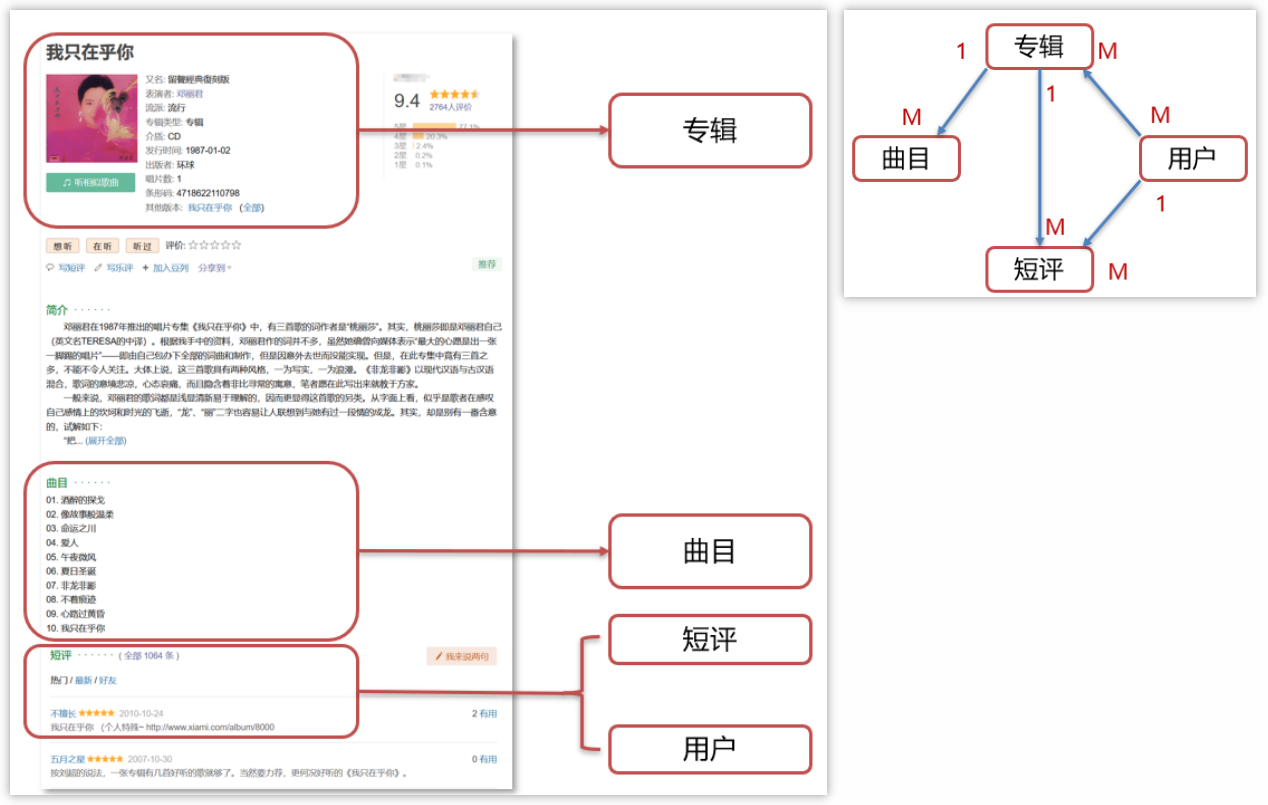 我只在乎你
又名: 留聲經典復刻版
表演者: 邓丽君
流派: 流行
专辑类型: 专辑
介质: CD
发行时间: 1987-01-02
出版者: 环球
唱片数: 1
条形码: 4718622110798
其他版本: 我只在乎你 (全部)
听相似歌曲
9.4
2764人评价
5星 77.1%
4星 20.3%
3星 2.4%
2星 0.2%
1星 0.1%
想听 在听 听过 评价:
写短评 写乐评 + 加入豆列 分享到
推荐
简介 · · · · · ·
邓丽君在1987年推出的唱片专集《我只在乎你》中，有三首歌的词作者是“桃丽莎”。其实，桃丽莎即是邓丽君自己
（英文名TERESA的中译）。根据我手中的资料，邓丽君作的词并不多，虽然她确曾向媒体表示“最大的心愿是出一张
一脚踢的唱片”——即由自己包办下全部的词曲和制作，但是因意外去世而没能实现。但是，在此专集中竟有三首之
多，不能不令人关注。大体上说，这三首歌具有两种风格，一为写实，一为浪漫。《非龙非彲》以现代汉语与古汉语
混合，歌词的意境悲凉，心态哀痛，而且隐含着非比寻常的寓意，笔者愿在此写出来就教于方家。
一般来说，邓丽君的歌词都是浅显清新易于理解的，因而更显得这首歌的另类。从字面上看，似乎是歌者在感叹
自己感情上的坎坷和时光的飞逝，“龙”、“丽”二字也容易让人联想到与她有过一段情的成龙。其实，却是别有一番含意
的，试解如下：
“把... (展开全部)
曲目 · · · · · ·
01. 酒醉的探戈
02. 像故事般温柔
03. 命运之川
04. 爱人
05. 午夜微风
06. 夏日圣诞
07. 非龙非彲
08. 不着痕迹
09. 心路过黄昏
10. 我只在乎你
短评 · · · · · · ( 全部 1064 条 )
我来说两句
热门 / 最新 / 好友
不擅长 2010-10-24 2 有用
我只在乎你 (个人特殊~ http://www.xiami.com/album/8000
五月之星 2007-10-30 0 有用
按刘超的说法，一张专辑有几首好听的歌就够了。当然要力荐，更何况好听的《我只在乎你》。
专辑
曲目
短评
用户
1 专辑 M
1
M M
曲目 用户
1
M
短评 M